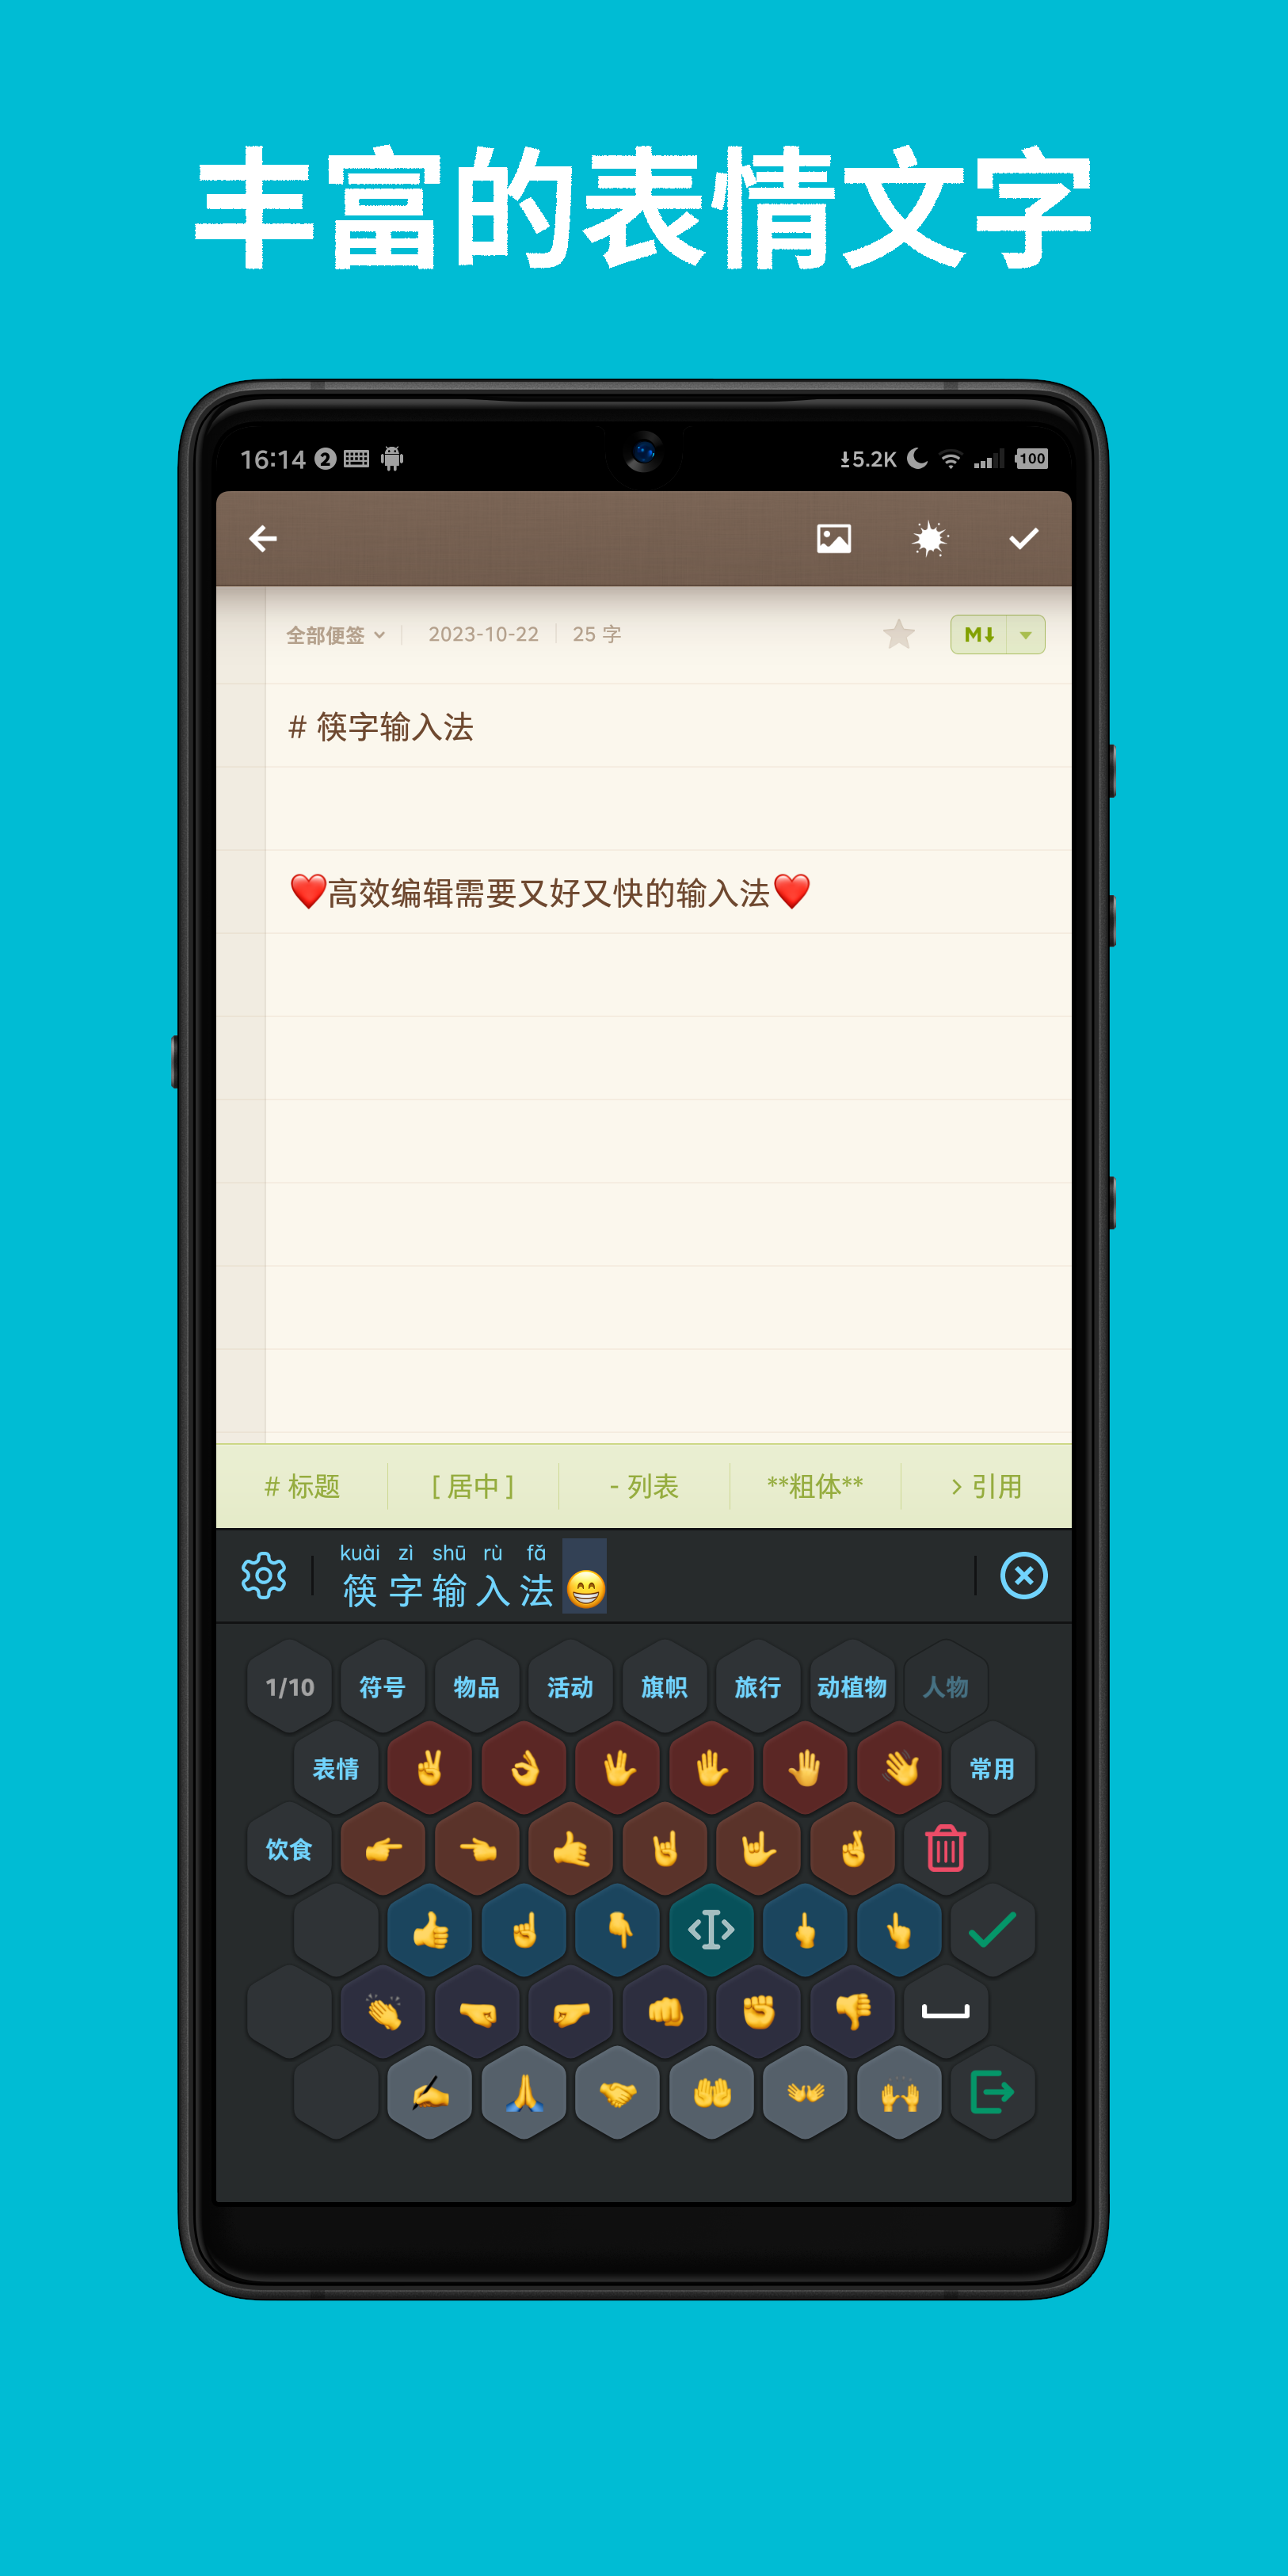 丰富的表情文字
16:14 2 5.2K 100
全部便签 2023-10-22 25 字 M↓
# 筷字输入法
❤️高效编辑需要又好又快的输入法❤️
# 标题 [ 居中 ] - 列表 **粗体** > 引用
kuài zì shū rù fǎ
筷字输入法😁
1/10 符号 物品 活动 旗帜 旅行 动植物 人物
表情 常用
饮食